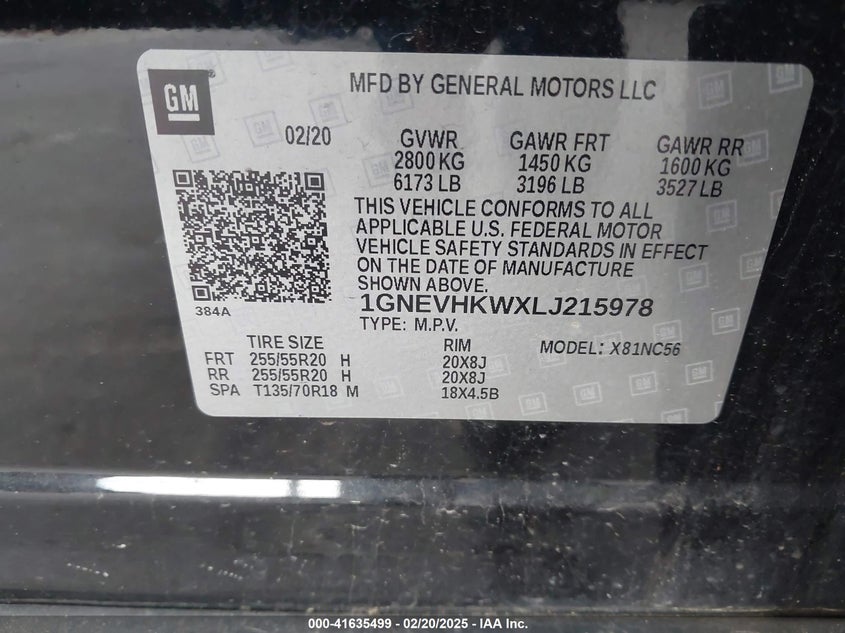 GM
MFD BY GENERAL MOTORS LLC
02/20 GVWR GAWR FRT GAWR RR
2800 KG 1450 KG 1600 KG
6173 LB 3196 LB 3527 LB
THIS VEHICLE CONFORMS TO ALL
APPLICABLE U.S. FEDERAL MOTOR
VEHICLE SAFETY STANDARDS IN EFFECT
ON THE DATE OF MANUFACTURE
SHOWN ABOVE.
384A
1GNEVHKWXLJ215978
TYPE: M.P.V.
TIRE SIZE RIM MODEL: X81NC56
FRT 255/55R20 H 20X8J
RR 255/55R20 H 20X8J
SPA T135/70R18 M 18X4.5B
000-41635499 - 02/20/2025 - IAA Inc.